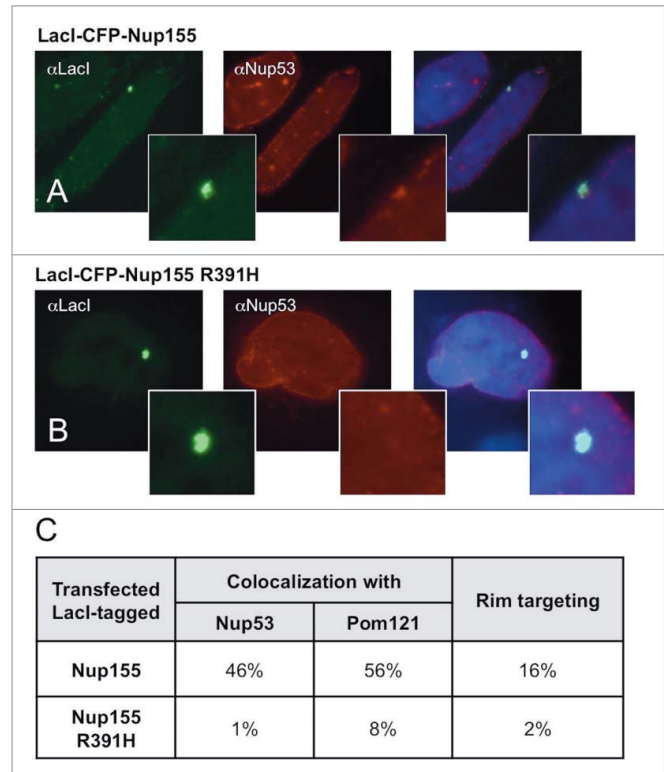 LacI-CFP-Nup155
αLacI
αNup53
A
LacI-CFP-Nup155 R391H
αLacI
αNup53
B
C
Transfected
LacI-tagged
Colocalization with
Rim targeting
Nup53
Pom121
Nup155
46%
56%
16%
Nup155
R391H
1%
8%
2%